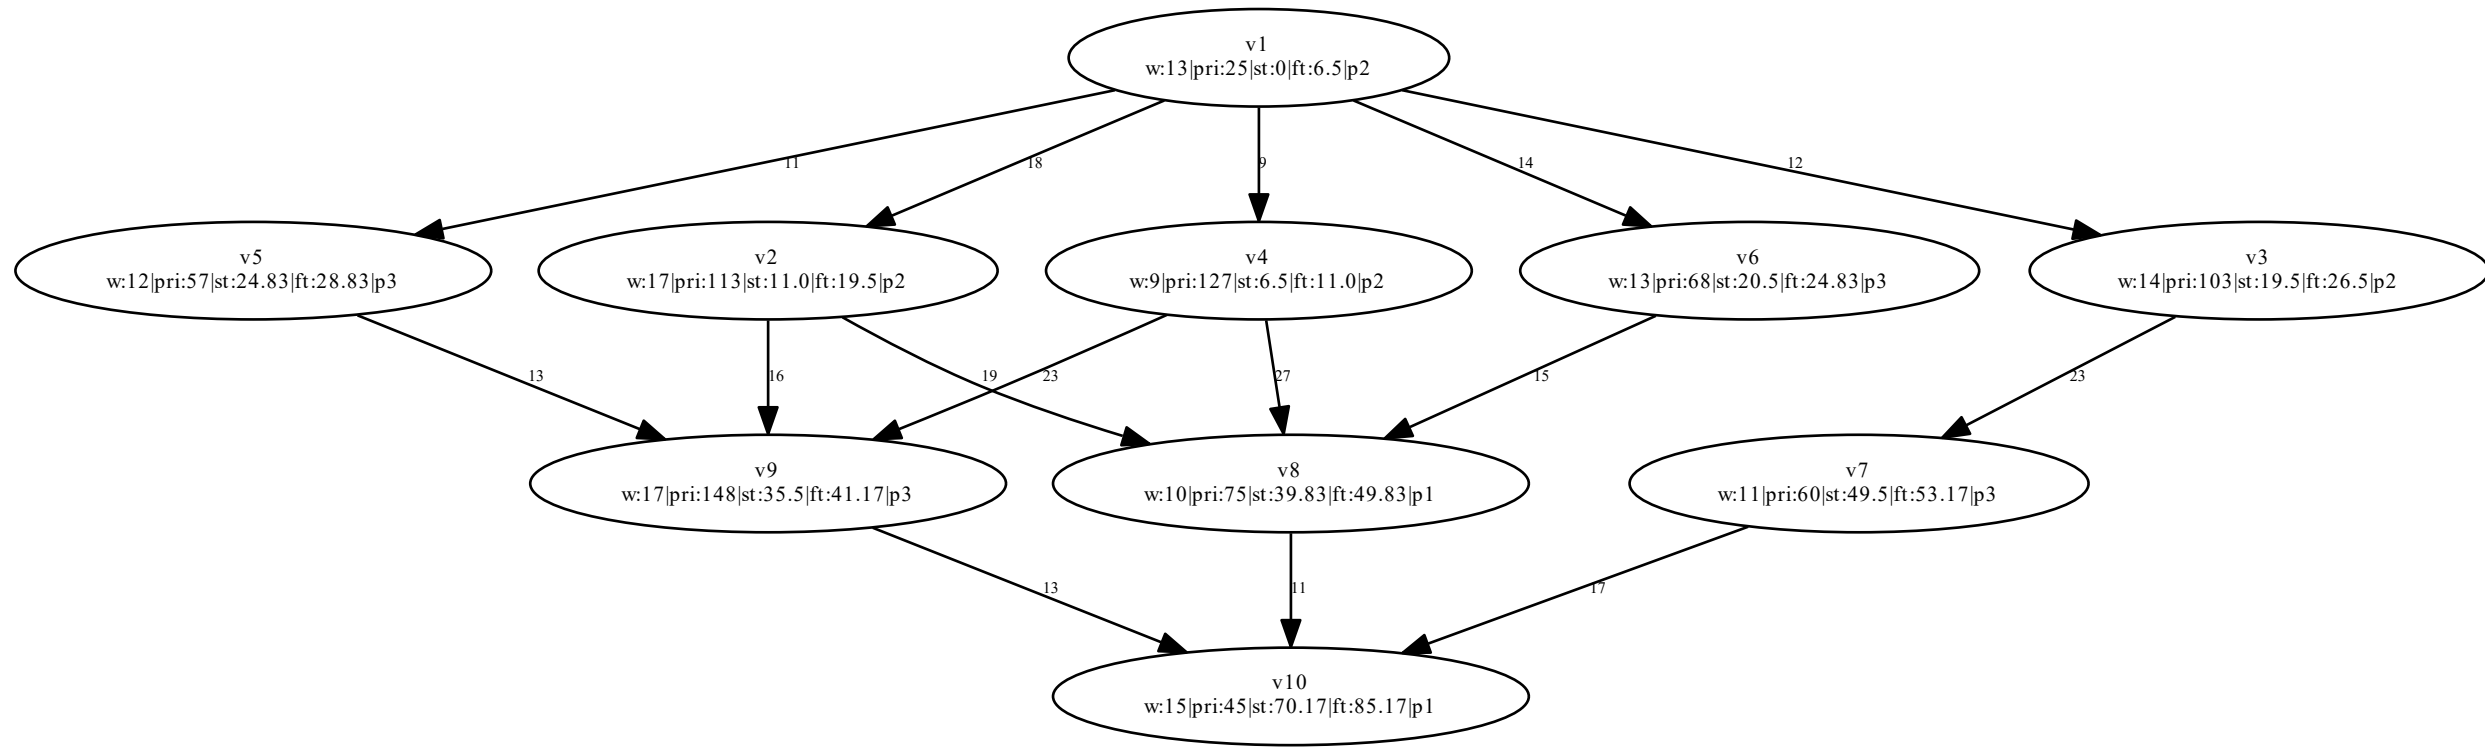 v1
w:13|pri:25|st:0|ft:6.5|p2
11
18
9
14
12
v5
w:12|pri:57|st:24.83|ft:28.83|p3
v2
w:17|pri:113|st:11.0|ft:19.5|p2
v4
w:9|pri:127|st:6.5|ft:11.0|p2
v6
w:13|pri:68|st:20.5|ft:24.83|p3
v3
w:14|pri:103|st:19.5|ft:26.5|p2
13
16
19
23
27
15
23
v9
w:17|pri:148|st:35.5|ft:41.17|p3
v8
w:10|pri:75|st:39.83|ft:49.83|p1
v7
w:11|pri:60|st:49.5|ft:53.17|p3
13
11
17
v10
w:15|pri:45|st:70.17|ft:85.17|p1